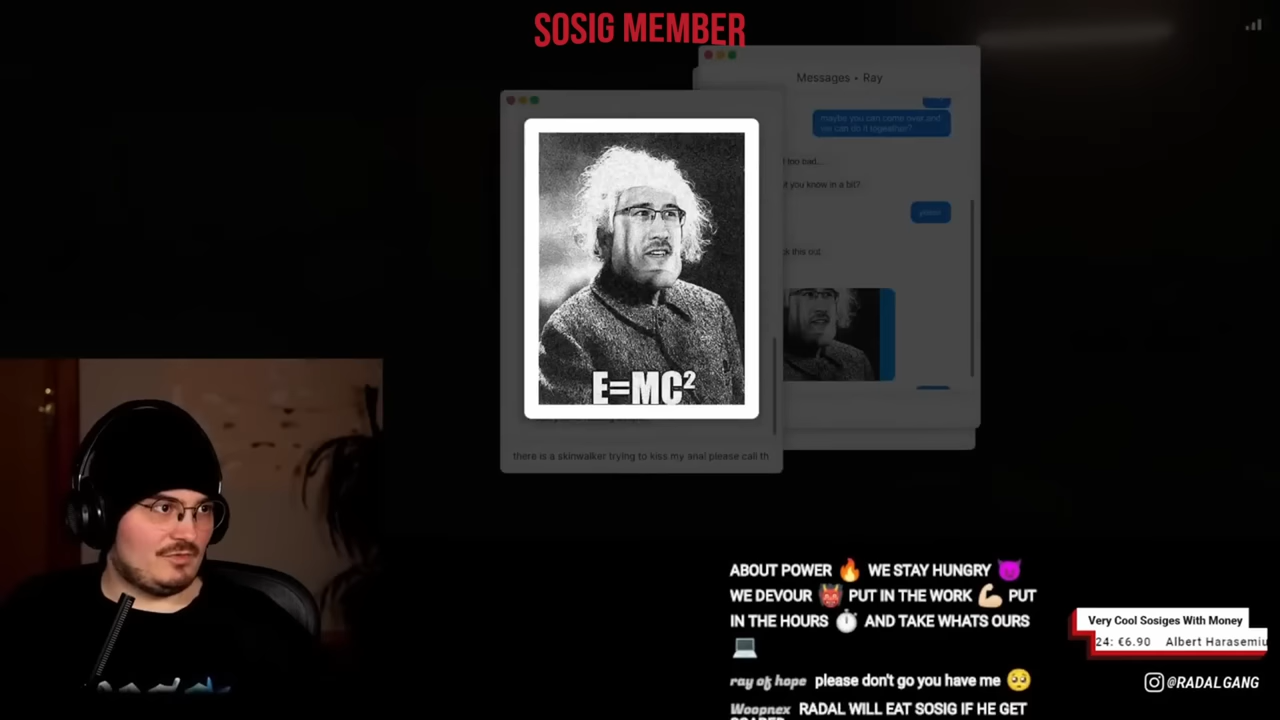 SOSIG MEMBER
Messages • Ray
maybe you can come over and
we can do it togeather?
too bad...
you know in a bit?
please
k this out
E=MC²
there is a skinwalker trying to kiss my anal please call th
ABOUT POWER 🔥 WE STAY HUNGRY 😈
WE DEVOUR 👹 PUT IN THE WORK 💪🏼 PUT
IN THE HOURS ⏱️ AND TAKE WHATS OURS
💻
ray of hope please don't go you have me 🥺
Woopnex RADAL WILL EAT SOSIG IF HE GET
Very Cool Sosiges With Money
24: €6.90 Albert Harasemiu
@RADALGANG